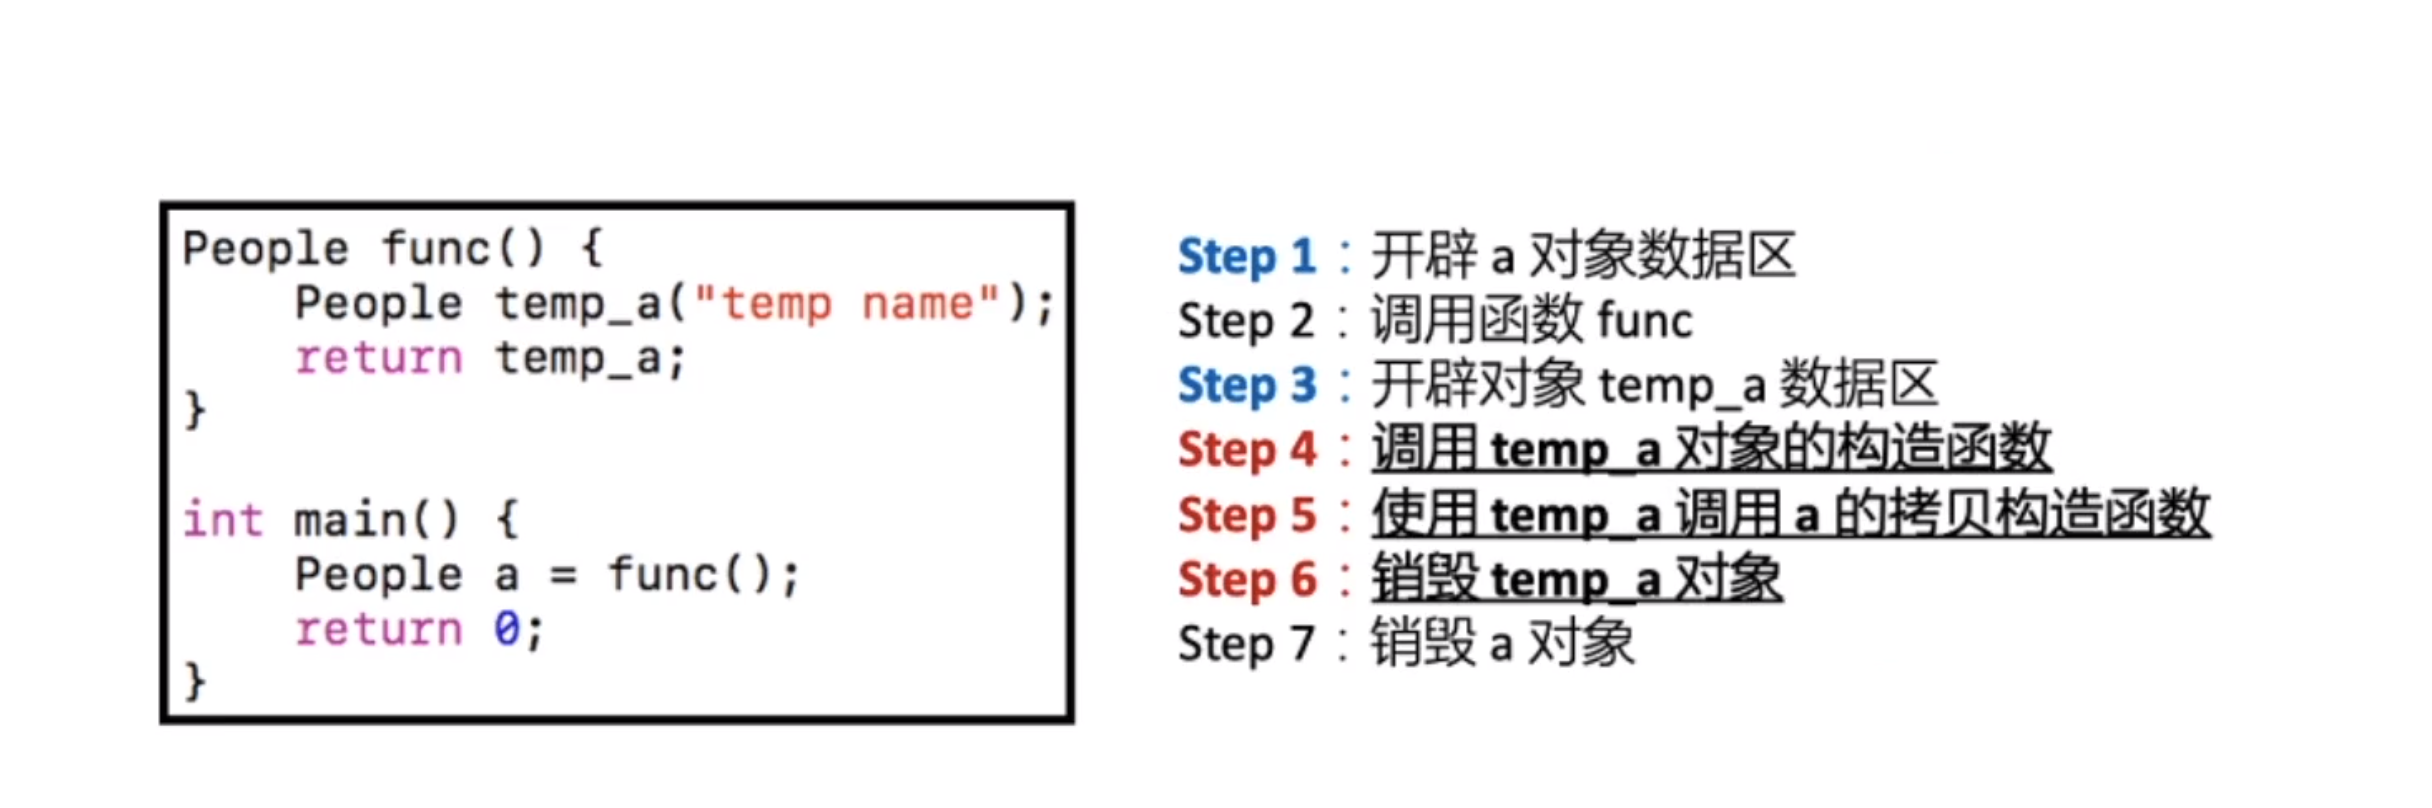 People func() {
    People temp_a("temp name");
    return temp_a;
}
int main() {
    People a = func();
    return 0;
}
Step 1：开辟 a 对象数据区
Step 2：调用函数 func
Step 3：开辟对象 temp_a 数据区
Step 4：调用 temp_a 对象的构造函数
Step 5：使用 temp_a 调用 a 的拷贝构造函数
Step 6：销毁 temp_a 对象
Step 7：销毁 a 对象